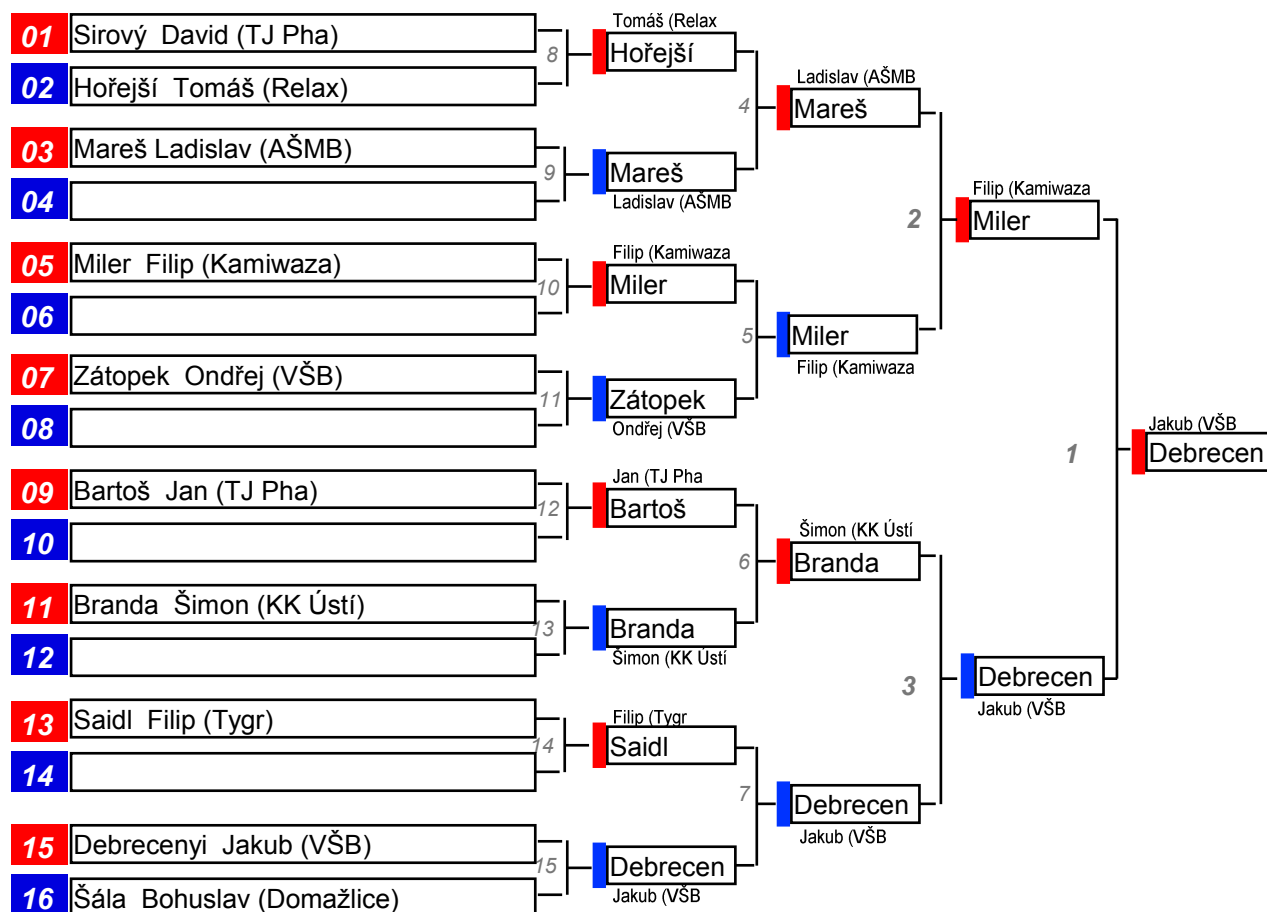 01 Sirový  David (TJ Pha)
02 Hořejší  Tomáš (Relax)
03 Mareš Ladislav (AŠMB)
04
05 Miler  Filip (Kamiwaza)
06
07 Zátopek  Ondřej (VŠB)
08
09 Bartoš  Jan (TJ Pha)
10
11 Branda  Šimon (KK Ústí)
12
13 Saidl  Filip (Tygr)
14
15 Debrecenyi  Jakub (VŠB)
16 Šála  Bohuslav (Domažlice)
8
9
10
11
12
13
14
15
Tomáš (Relax
Hořejší
Mareš
Ladislav (AŠMB
Filip (Kamiwaza
Miler
Zátopek
Ondřej (VŠB
Jan (TJ Pha
Bartoš
Branda
Šimon (KK Ústí
Filip (Tygr
Saidl
Debrecen
Jakub (VŠB
4
5
6
7
Ladislav (AŠMB
Mareš
Miler
Filip (Kamiwaza
Šimon (KK Ústí
Branda
Debrecen
Jakub (VŠB
2
3
Filip (Kamiwaza
Miler
Debrecen
Jakub (VŠB
1
Jakub (VŠB
Debrecen